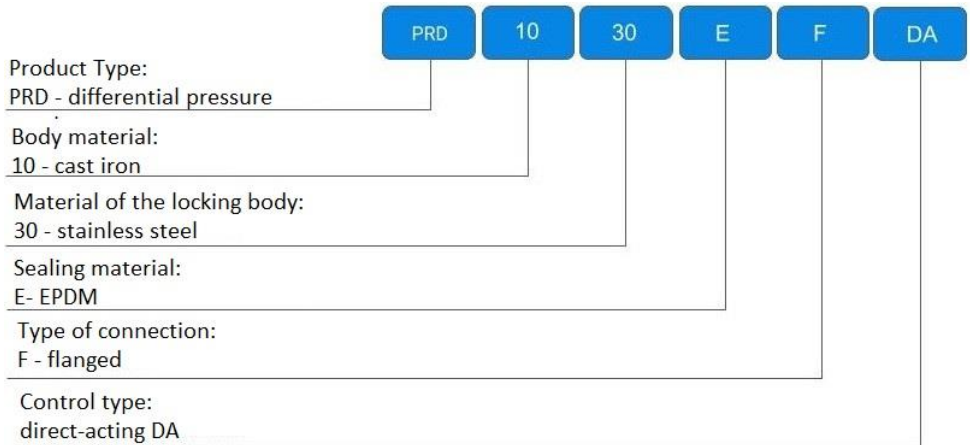 PRD 10 30 E F DA
Product Type:
PRD - differential pressure
Body material:
10 - cast iron
Material of the locking body:
30 - stainless steel
Sealing material:
E- EPDM
Type of connection:
F - flanged
Control type:
direct-acting DA